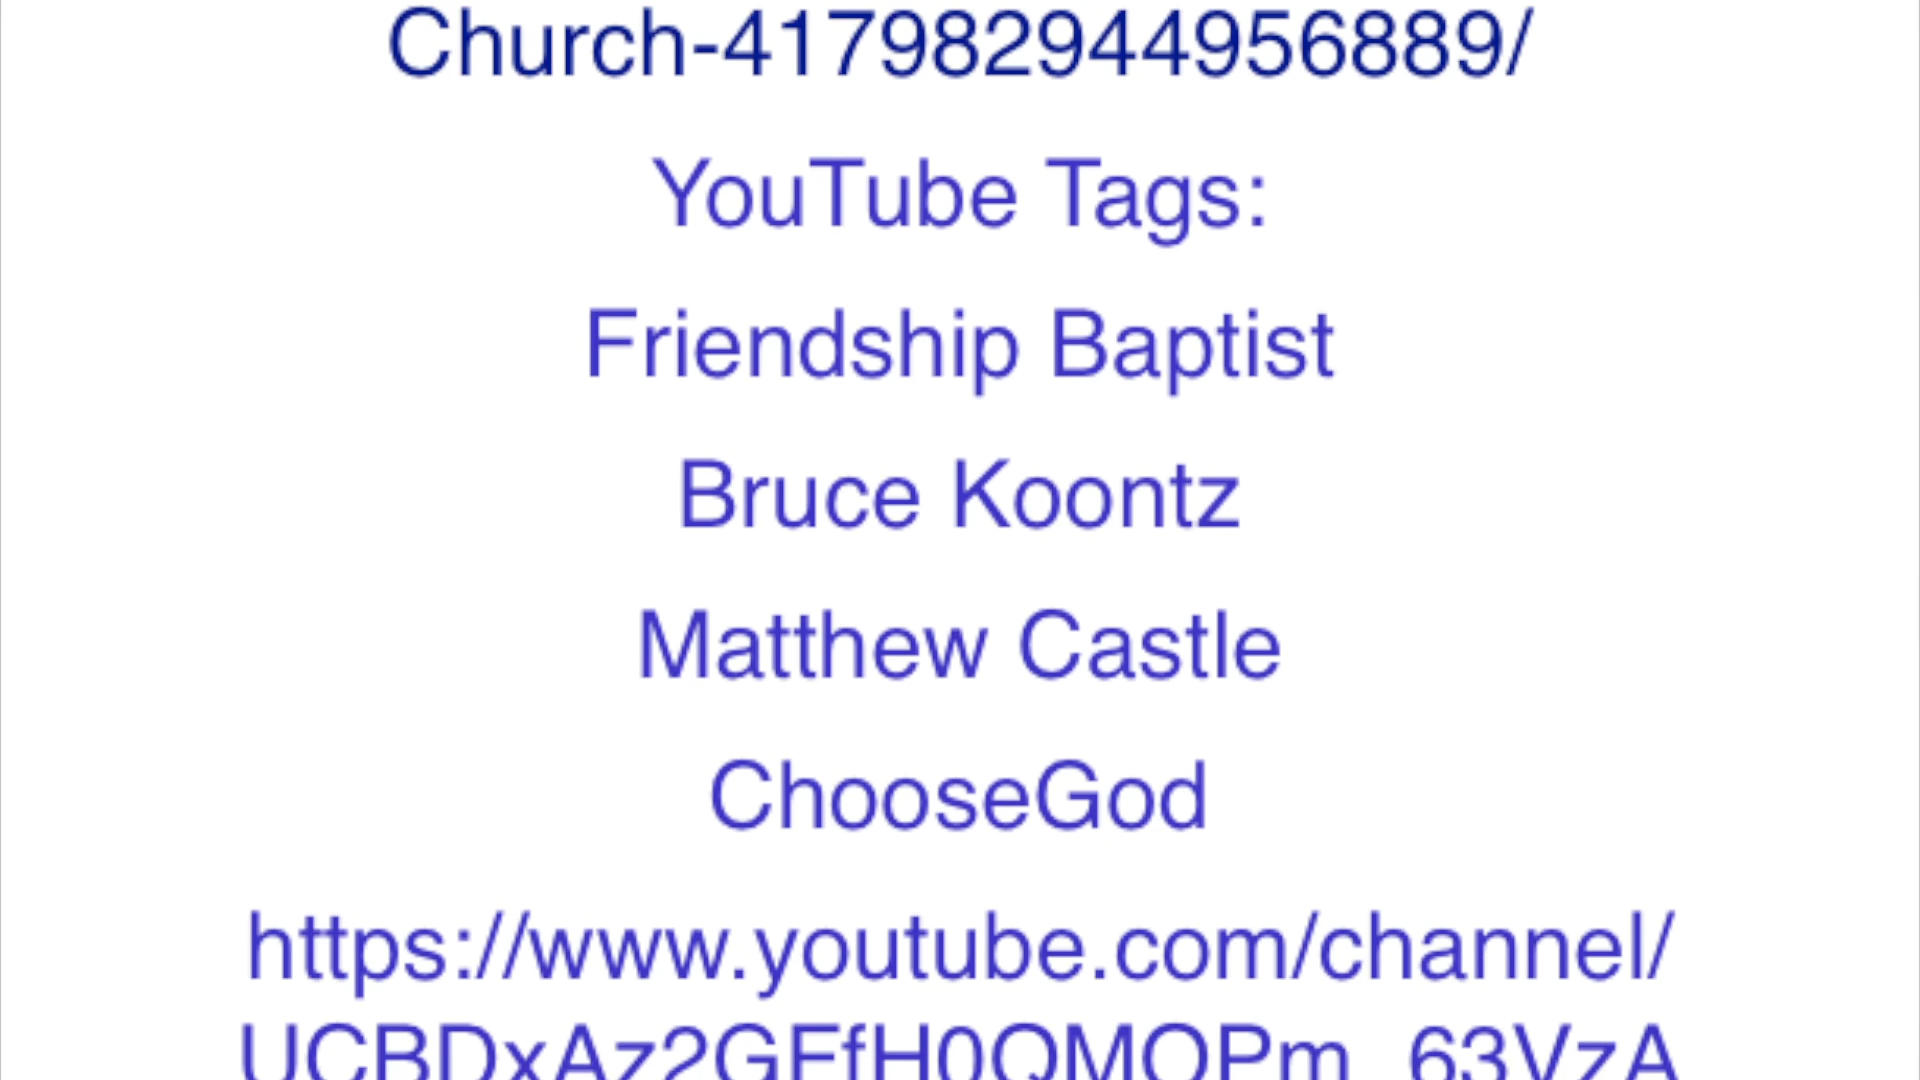 Church-417982944956889/
YouTube Tags:
Friendship Baptist
Bruce Koontz
Matthew Castle
ChooseGod
https://www.youtube.com/channel/